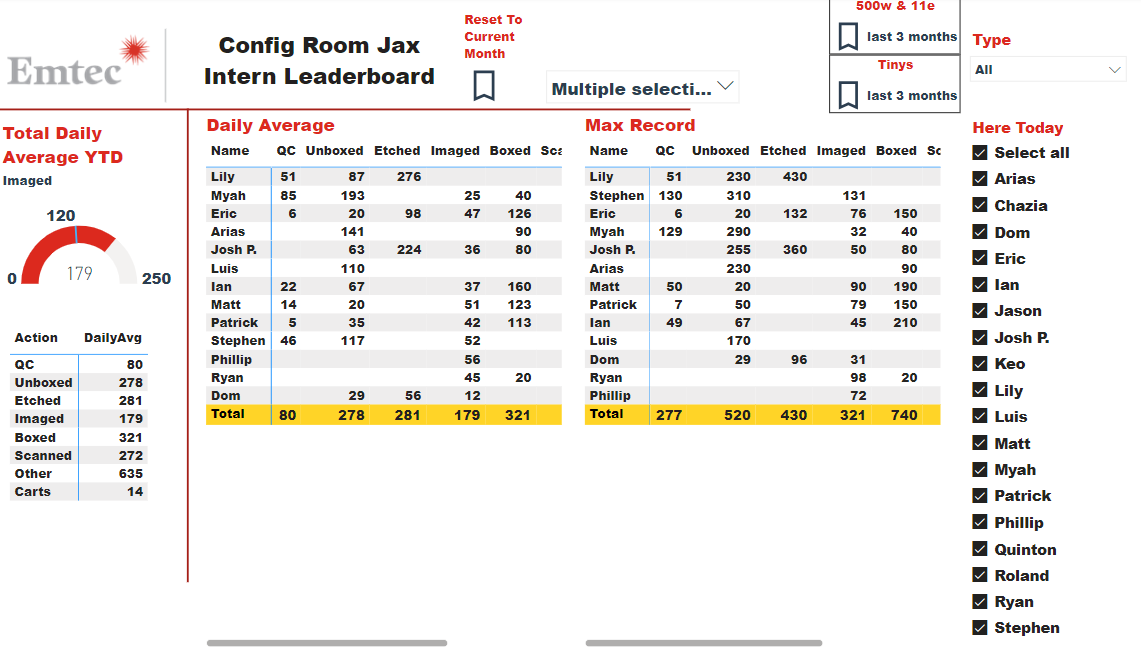 Emtec
Config Room Jax
Intern Leaderboard
Reset To
Current
Month
Multiple selecti...
500w & 11e
last 3 months
Tinys
last 3 months
Type
All
Total Daily
Average YTD
Imaged
120
0 179 250
Action DailyAvg
QC 80
Unboxed 278
Etched 281
Imaged 179
Boxed 321
Scanned 272
Other 635
Carts 14
Daily Average
Name QC Unboxed Etched Imaged Boxed Sca
Lily 51 87 276
Myah 85 193 25 40
Eric 6 20 98 47 126
Arias 141 90
Josh P. 63 224 36 80
Luis 110
Ian 22 67 37 160
Matt 14 20 51 123
Patrick 5 35 42 113
Stephen 46 117 52
Phillip 56
Ryan 45 20
Dom 29 56 12
Total 80 278 281 179 321
Max Record
Name QC Unboxed Etched Imaged Boxed Sc
Lily 51 230 430
Stephen 130 310 131
Eric 6 20 132 76 150
Myah 129 290 32 40
Josh P. 255 360 50 80
Arias 230 90
Matt 50 20 90 190
Patrick 7 50 79 150
Ian 49 67 45 210
Luis 170
Dom 29 96 31
Ryan 98 20
Phillip 72
Total 277 520 430 321 740
Here Today
Select all
Arias
Chazia
Dom
Eric
Ian
Jason
Josh P.
Keo
Lily
Luis
Matt
Myah
Patrick
Phillip
Quinton
Roland
Ryan
Stephen